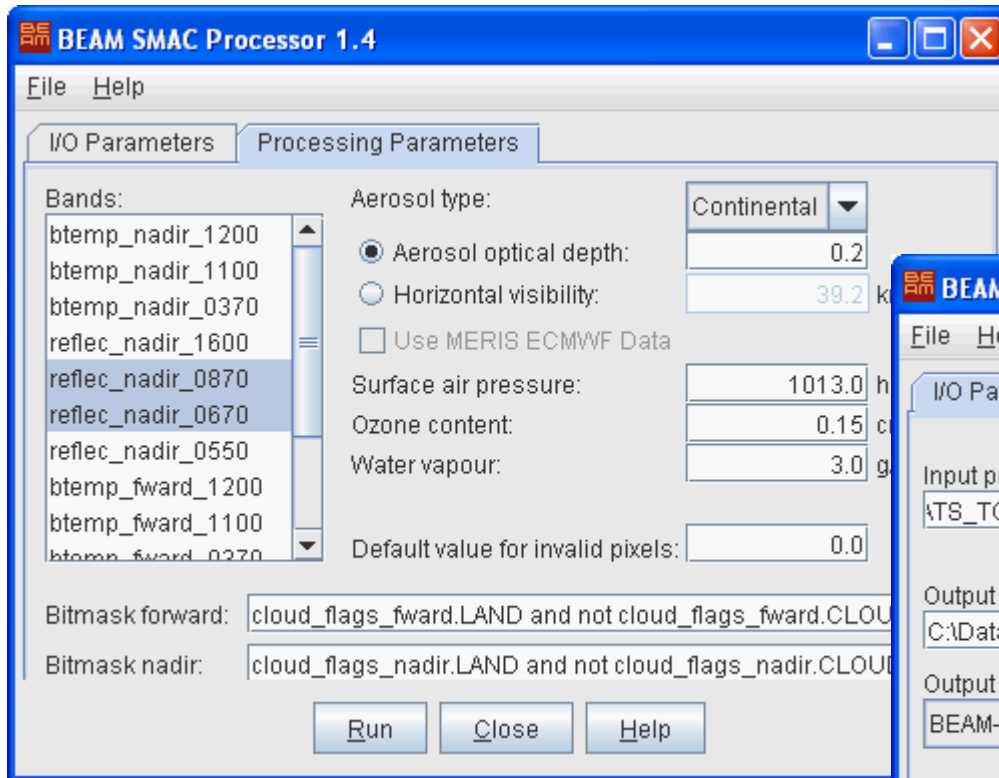 BEAM SMAC Processor 1.4
File Help
I/O Parameters Processing Parameters
Bands:
btemp_nadir_1200
btemp_nadir_1100
btemp_nadir_0370
reflec_nadir_1600
reflec_nadir_0870
reflec_nadir_0670
reflec_nadir_0550
btemp_fward_1200
btemp_fward_1100
btemp_fward_0370
Aerosol type: Continental
Aerosol optical depth: 0.2
Horizontal visibility: 39.2
Use MERIS ECMWF Data
Surface air pressure: 1013.0 h
Ozone content: 0.15
Water vapour: 3.0
Default value for invalid pixels: 0.0
Bitmask forward: cloud_flags_fward.LAND and not cloud_flags_fward.CLOU
Bitmask nadir: cloud_flags_nadir.LAND and not cloud_flags_nadir.CLOU
Run Close Help
BEAM
File
I/O Pa
Input p
TS_TO
Output
C:\Data
Output
BEAM-